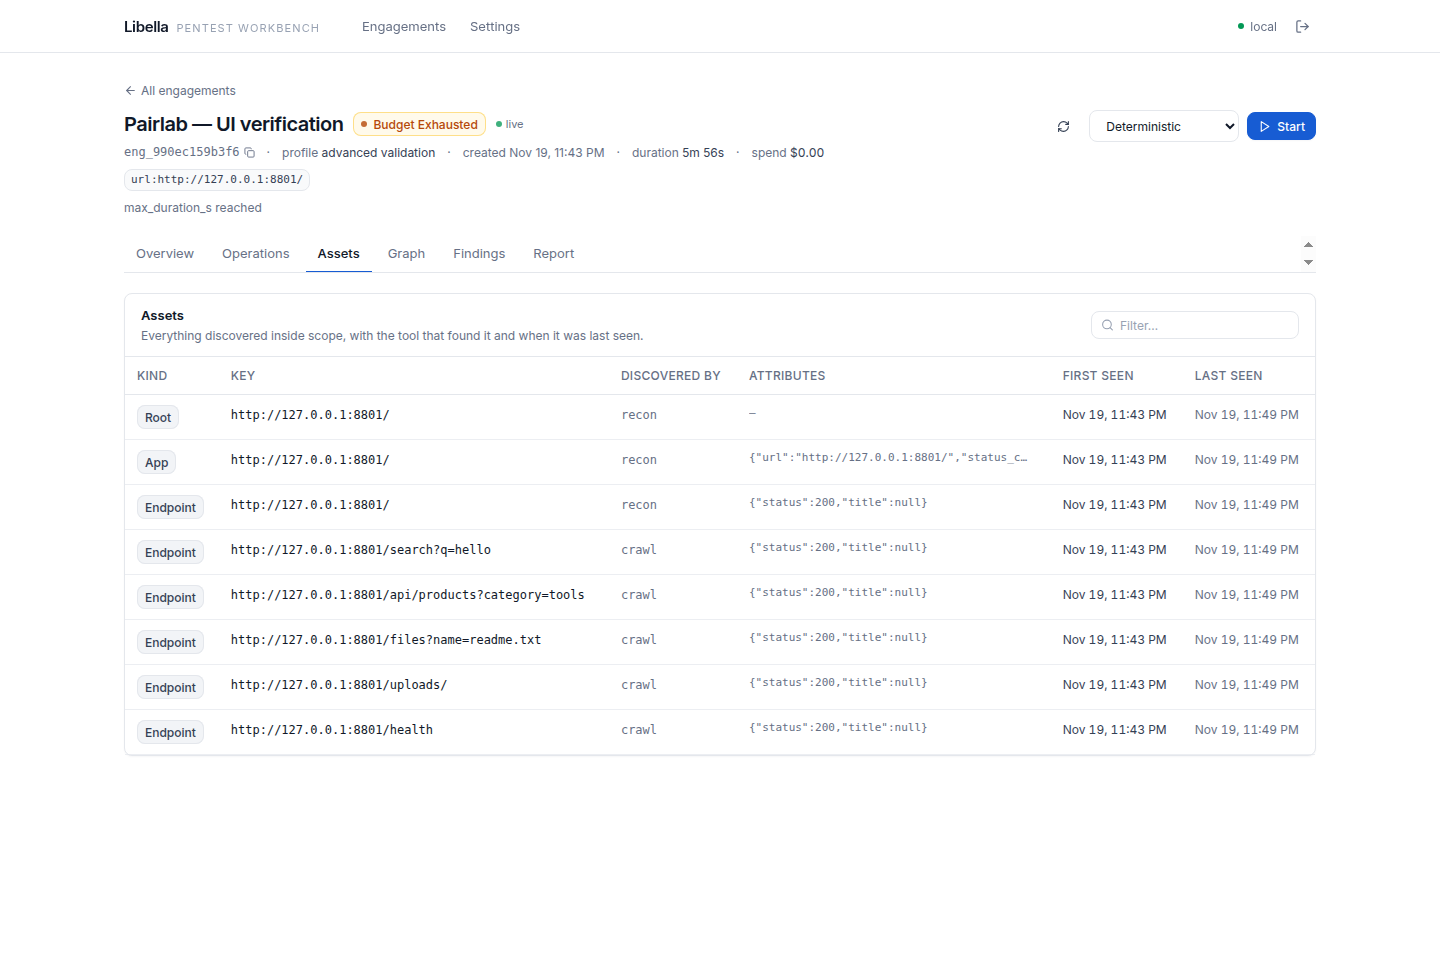 Libella PENTEST WORKBENCH Engagements Settings local
All engagements
Pairlab — UI verification Budget Exhausted live Deterministic Start
eng_990ec159b3f6 · profile advanced validation · created Nov 19, 11:43 PM · duration 5m 56s · spend $0.00
url:http://127.0.0.1:8801/
max_duration_s reached
Overview Operations Assets Graph Findings Report
Assets
Everything discovered inside scope, with the tool that found it and when it was last seen.
Filter...
KIND KEY DISCOVERED BY ATTRIBUTES FIRST SEEN LAST SEEN
Root http://127.0.0.1:8801/ recon — Nov 19, 11:43 PM Nov 19, 11:49 PM
App http://127.0.0.1:8801/ recon {"url":"http://127.0.0.1:8801/","status_c… Nov 19, 11:43 PM Nov 19, 11:49 PM
Endpoint http://127.0.0.1:8801/ recon {"status":200,"title":null} Nov 19, 11:43 PM Nov 19, 11:49 PM
Endpoint http://127.0.0.1:8801/search?q=hello crawl {"status":200,"title":null} Nov 19, 11:43 PM Nov 19, 11:49 PM
Endpoint http://127.0.0.1:8801/api/products?category=tools crawl {"status":200,"title":null} Nov 19, 11:43 PM Nov 19, 11:49 PM
Endpoint http://127.0.0.1:8801/files?name=readme.txt crawl {"status":200,"title":null} Nov 19, 11:43 PM Nov 19, 11:49 PM
Endpoint http://127.0.0.1:8801/uploads/ crawl {"status":200,"title":null} Nov 19, 11:43 PM Nov 19, 11:49 PM
Endpoint http://127.0.0.1:8801/health crawl {"status":200,"title":null} Nov 19, 11:43 PM Nov 19, 11:49 PM